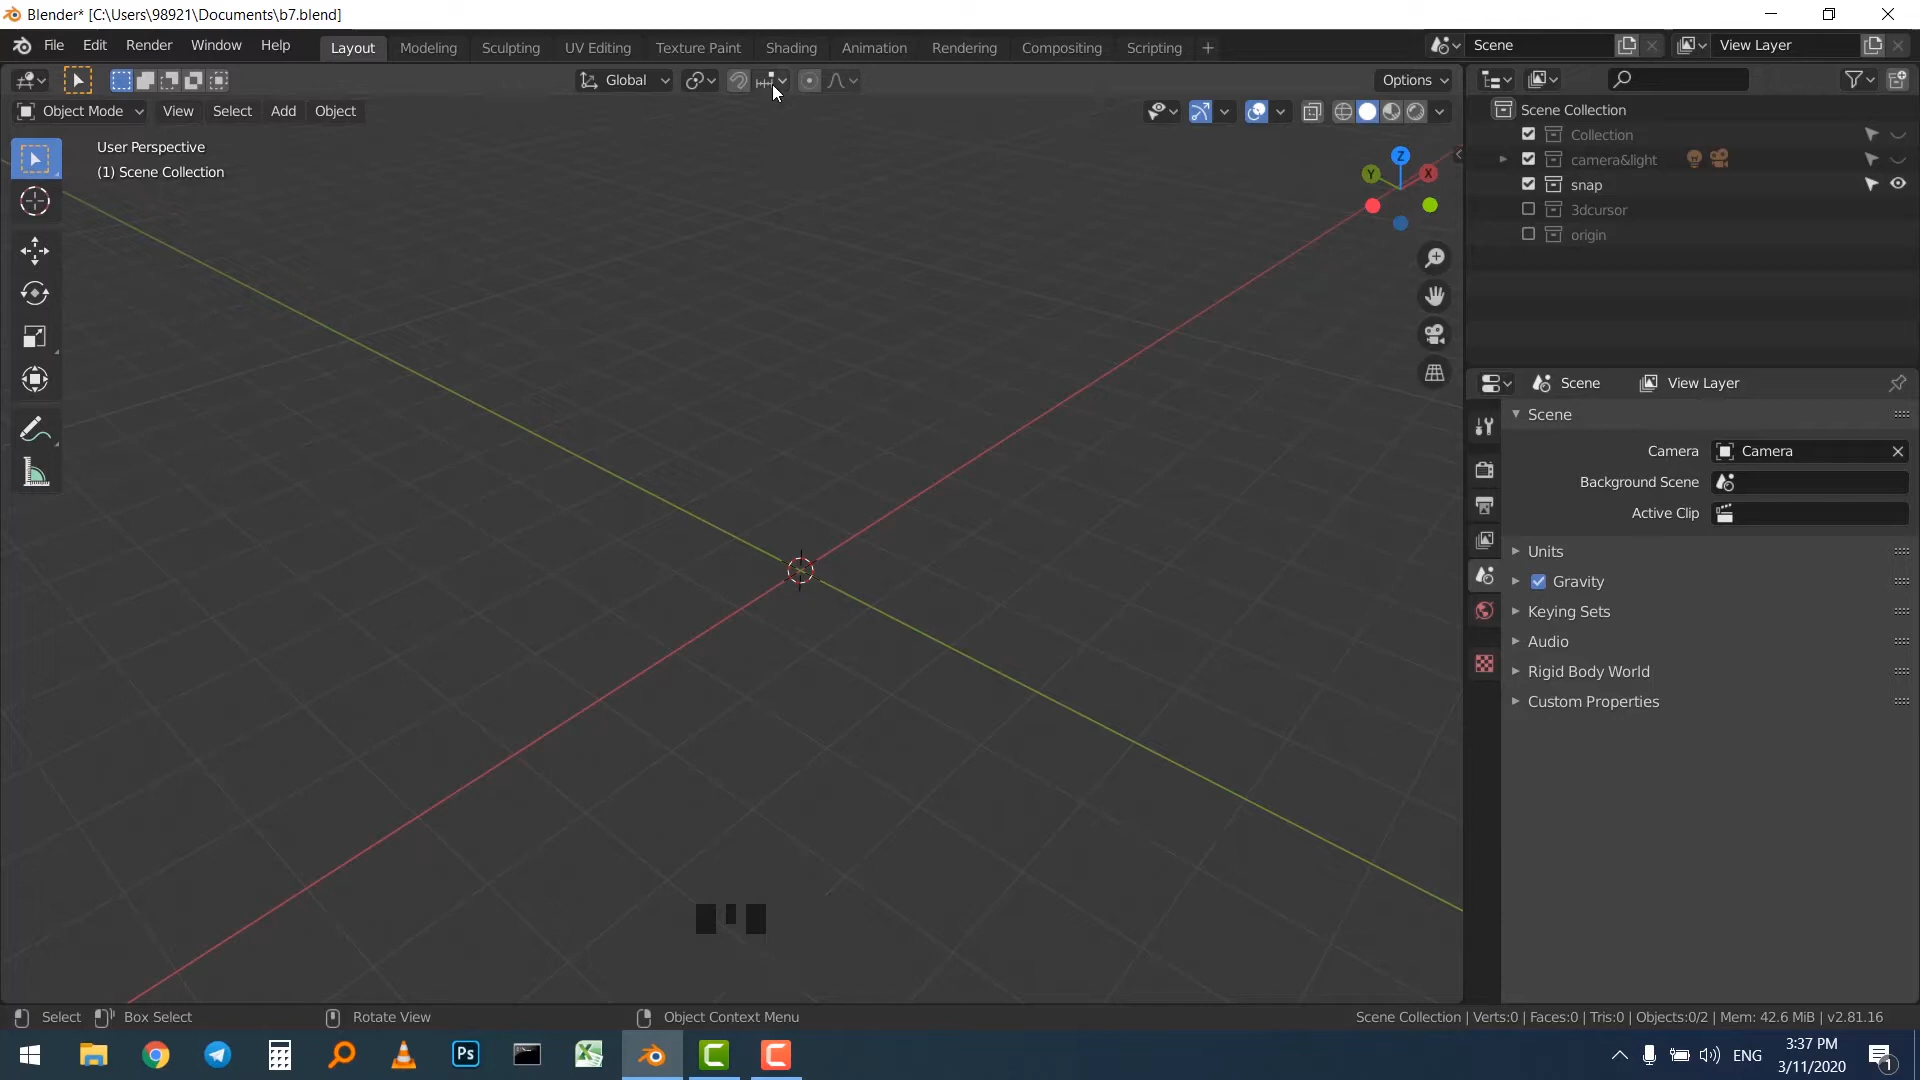 Blender* [C:\Users\98921\Documents\b7.blend]
File Edit Render Window Help
Layout Modeling Sculpting UV Editing Texture Paint Shading Animation Rendering Compositing Scripting +
Scene
View Layer
Global
Options
Object Mode View Select Add Object
User Perspective
(1) Scene Collection
Z
Y
X
Scene Collection
Collection
camera&light
snap
3dcursor
origin
Scene View Layer
Scene
Camera Camera
Background Scene
Active Clip
Units
Gravity
Keying Sets
Audio
Rigid Body World
Custom Properties
Select Box Select Rotate View Object Context Menu
Scene Collection | Verts:0 | Faces:0 | Tris:0 | Objects:0/2 | Mem: 42.6 MiB | v2.81.16
Ps
ENG
3:37 PM
3/11/2020
1